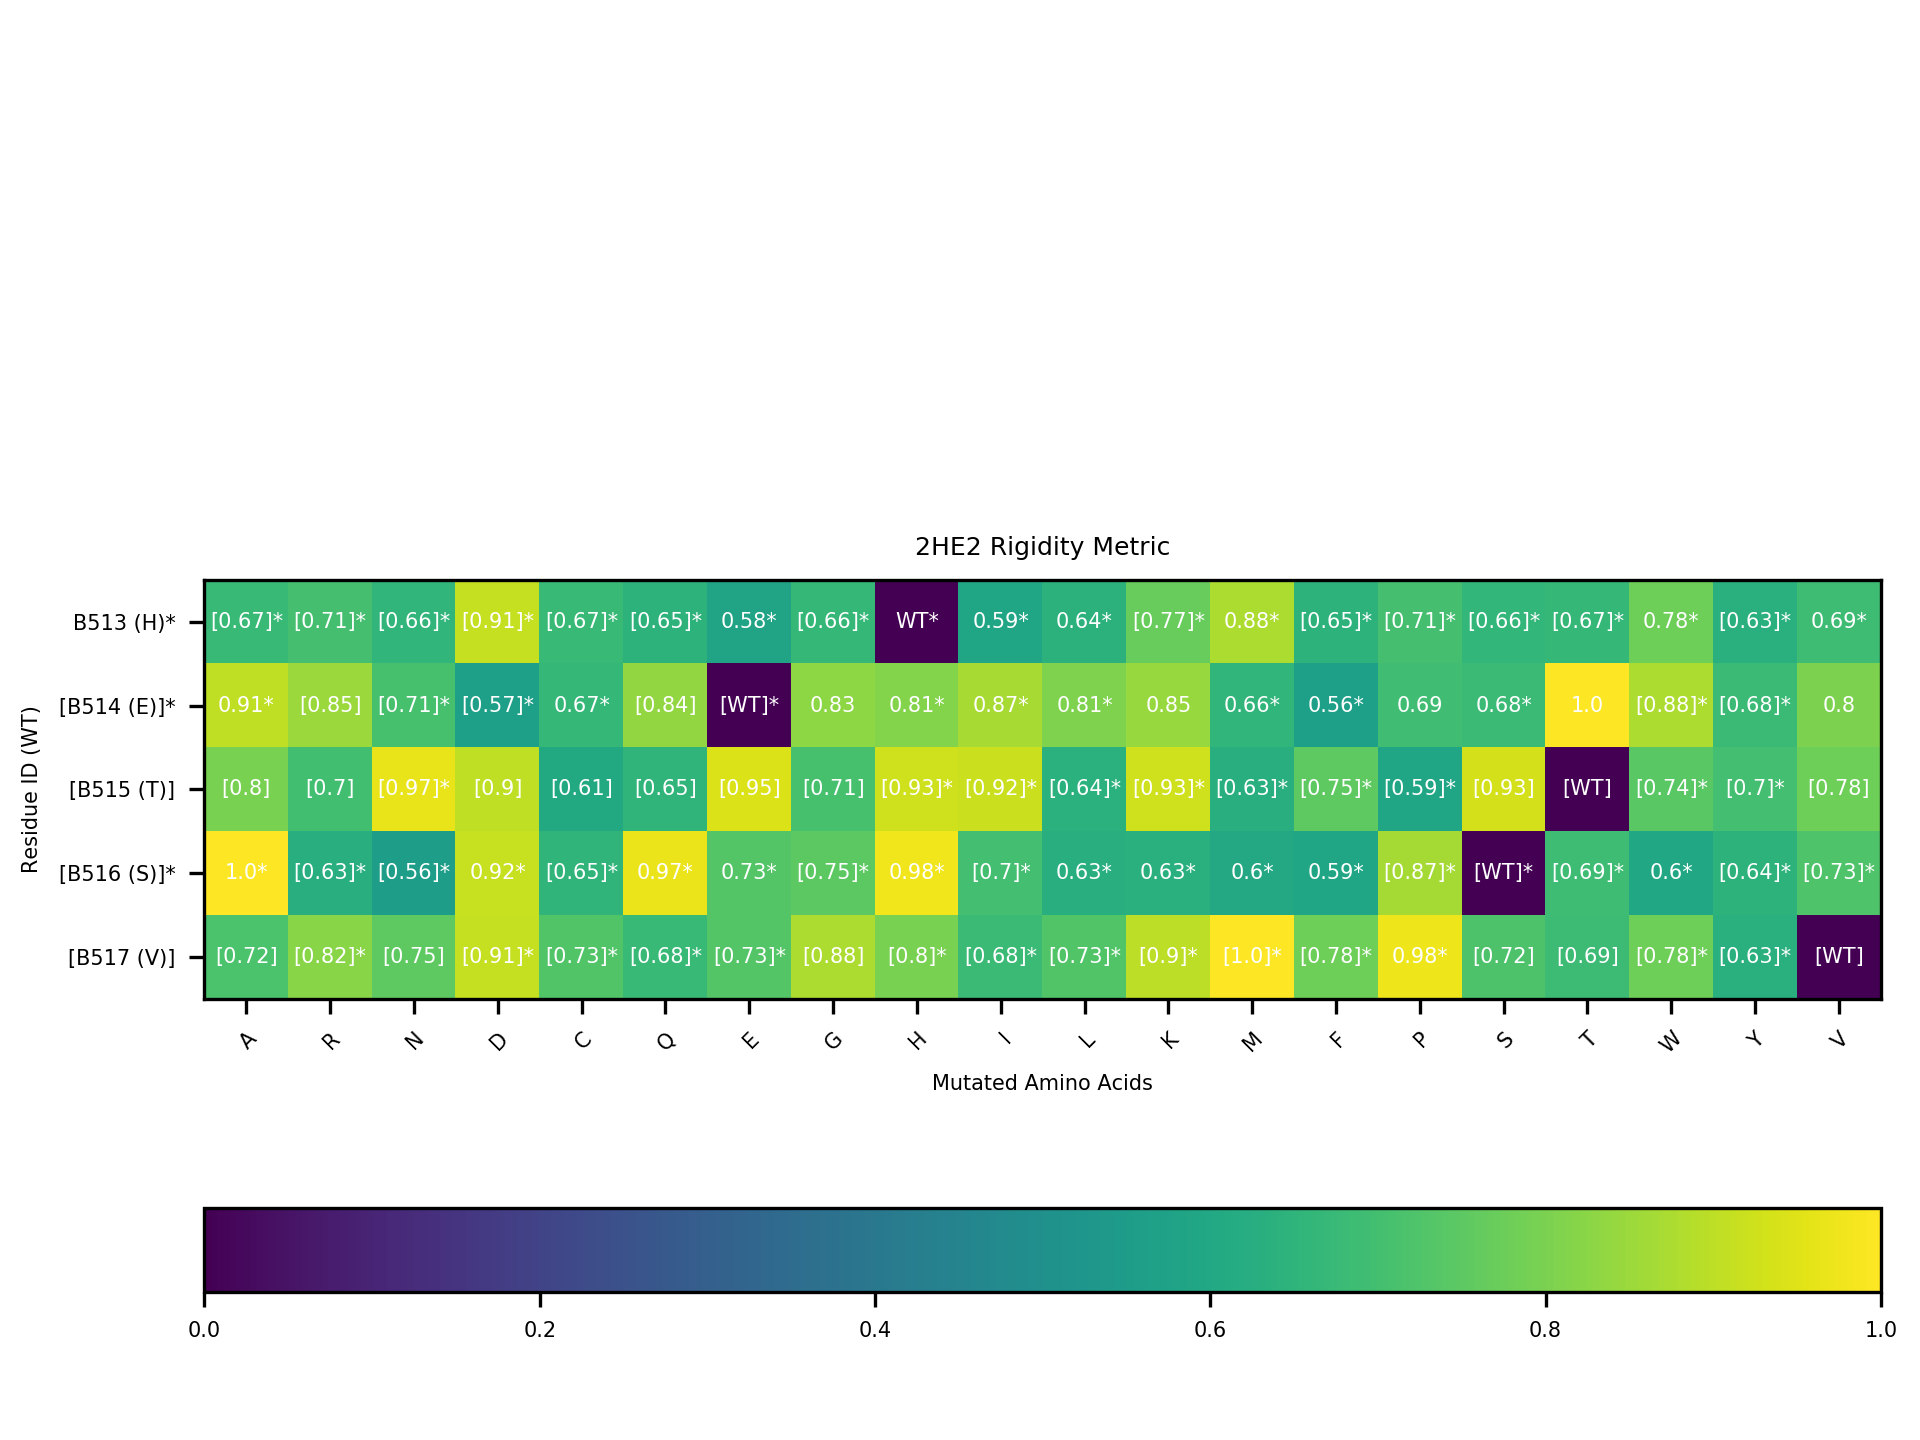 2HE2 Rigidity Metric
Residue ID (WT)
B513 (H)* [0.67]* [0.71]* [0.66]* [0.91]* [0.67]* [0.65]* 0.58* [0.66]* WT* 0.59* 0.64* [0.77]* 0.88* [0.65]* [0.71]* [0.66]* [0.67]* 0.78* [0.63]* 0.69*
[B514 (E)]* 0.91* [0.85] [0.71]* [0.57]* 0.67* [0.84] [WT]* 0.83 0.81* 0.87* 0.81* 0.85 0.66* 0.56* 0.69 0.68* 1.0 [0.88]* [0.68]* 0.8
[B515 (T)] [0.8] [0.7] [0.97]* [0.9] [0.61] [0.65] [0.95] [0.71] [0.93]* [0.92]* [0.64]* [0.93]* [0.63]* [0.75]* [0.59]* [0.93] [WT] [0.74]* [0.7]* [0.78]
[B516 (S)]* 1.0* [0.63]* [0.56]* 0.92* [0.65]* 0.97* 0.73* [0.75]* 0.98* [0.7]* 0.63* 0.63* 0.6* 0.59* [0.87]* [WT]* [0.69]* 0.6* [0.64]* [0.73]*
[B517 (V)] [0.72] [0.82]* [0.75] [0.91]* [0.73]* [0.68]* [0.73]* [0.88] [0.8]* [0.68]* [0.73]* [0.9]* [1.0]* [0.78]* 0.98* [0.72] [0.69] [0.78]* [0.63]* [WT]
A R N D C Q E G H I L K M F P S T W Y V
Mutated Amino Acids
0.0 0.2 0.4 0.6 0.8 1.0